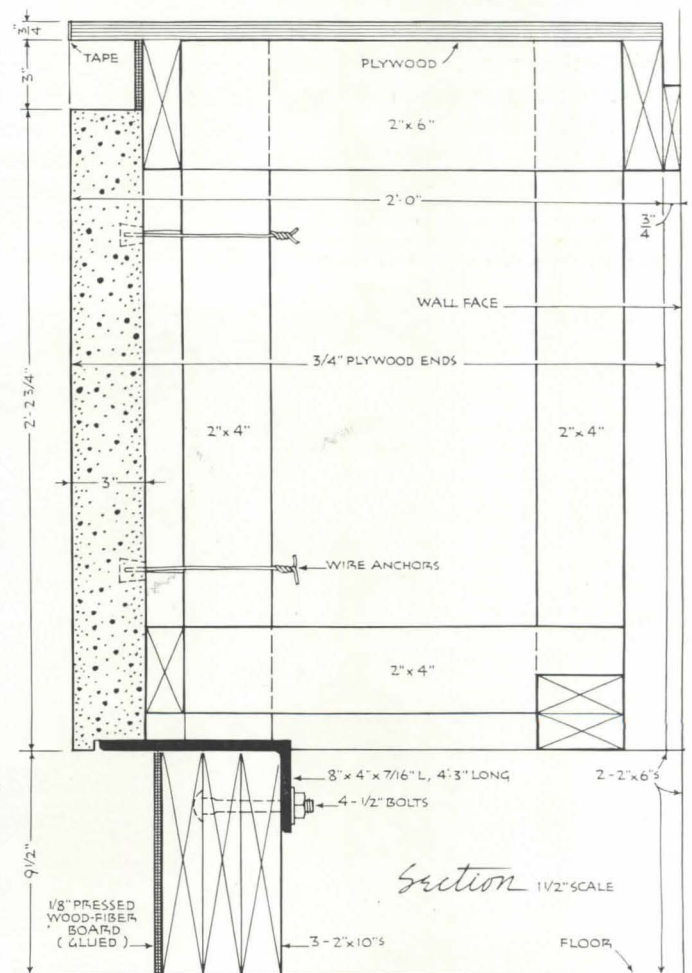 3/4"
TAPE
PLYWOOD
3"
2"x 6"
2'-0"
3/4"
WALL FACE
3/4" PLYWOOD ENDS
2'-2 3/4"
2"x 4"
2"x 4"
3"
WIRE ANCHORS
2"x 4"
8"x 4"x 7/16" L, 4'-3" LONG
2-2"x6"S
4-1/2" BOLTS
9 1/2"
Section 1 1/2" SCALE
1/8" PRESSED
WOOD-FIBER
BOARD
( GLUED )
3-2"x10"S
FLOOR